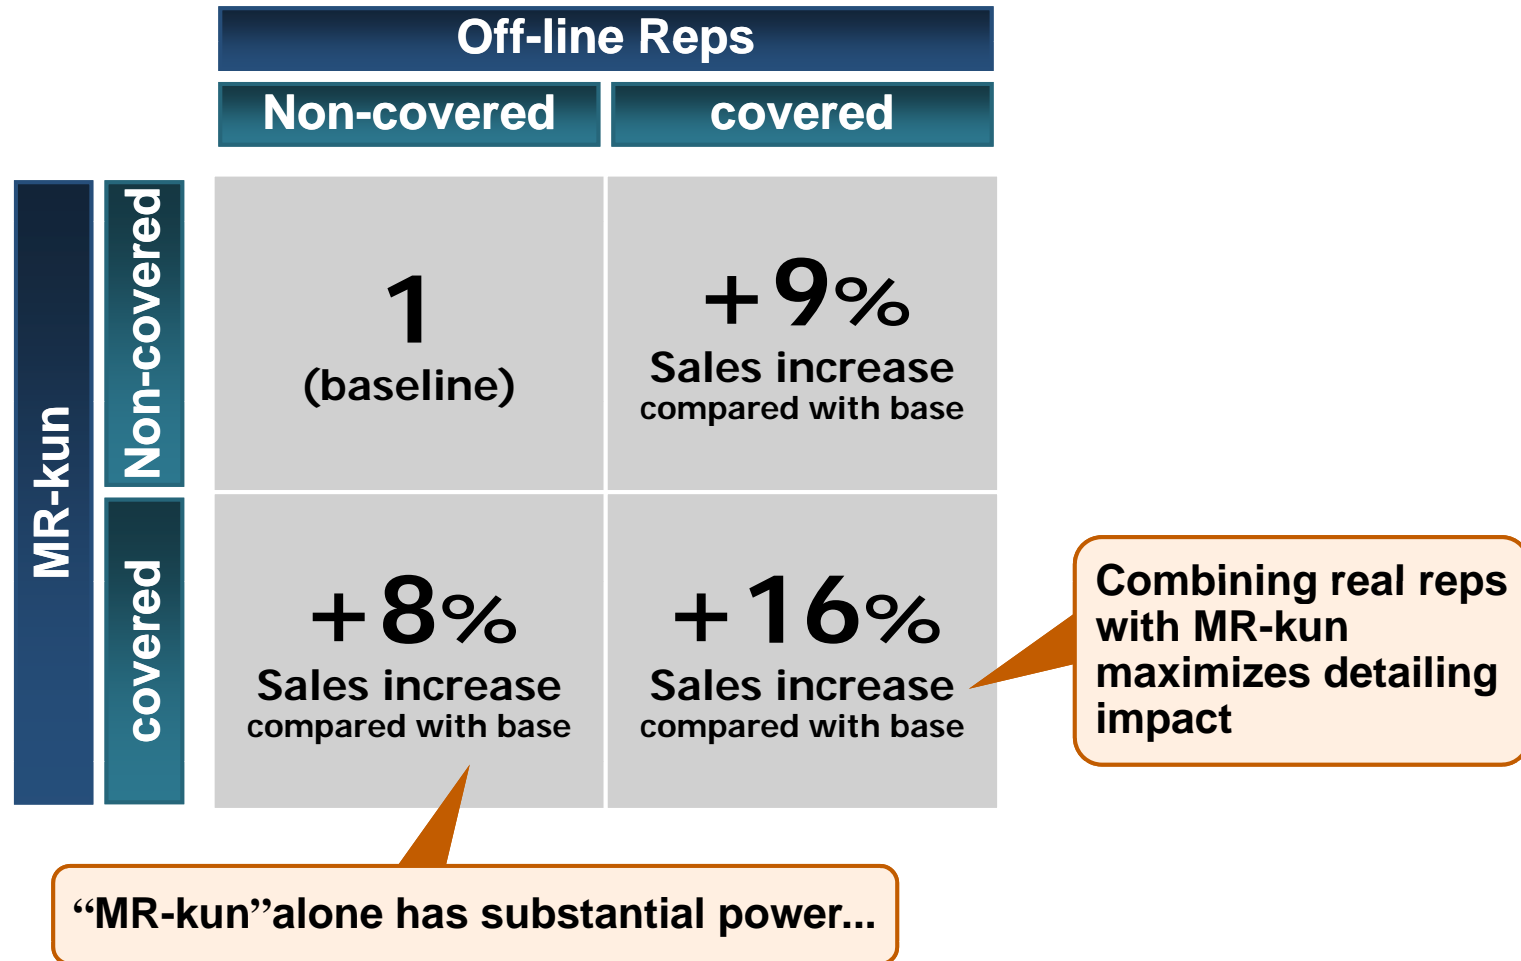 Off-line Reps
Non-covered
covered
MR-kun
Non-covered
1
(baseline)
+9%
Sales increase
compared with base
covered
+8%
Sales increase
compared with base
+16%
Sales increase
compared with base
Combining real reps
with MR-kun
maximizes detailing
impact
“MR-kun”alone has substantial power...